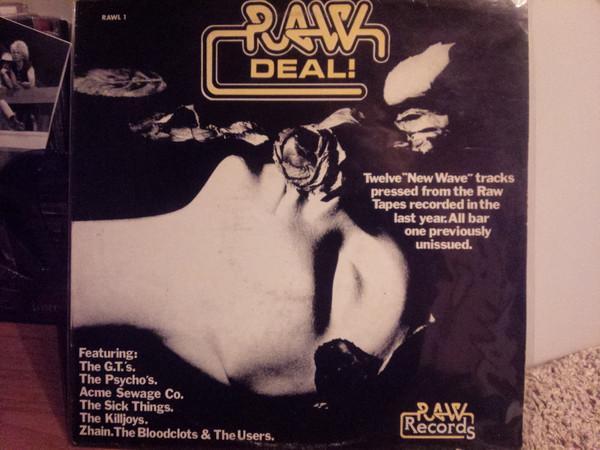 RAWL 1
RAW
DEAL!
Twelve "New Wave" tracks
pressed from the Raw
Tapes recorded in the
last year. All bar
one previously
unissued.
Featuring:
The G.T.'s.
The Psycho's.
Acme Sewage Co.
The Sick Things.
The Killjoys.
Zhain. The Bloodclots & The Users.
RAW
Records